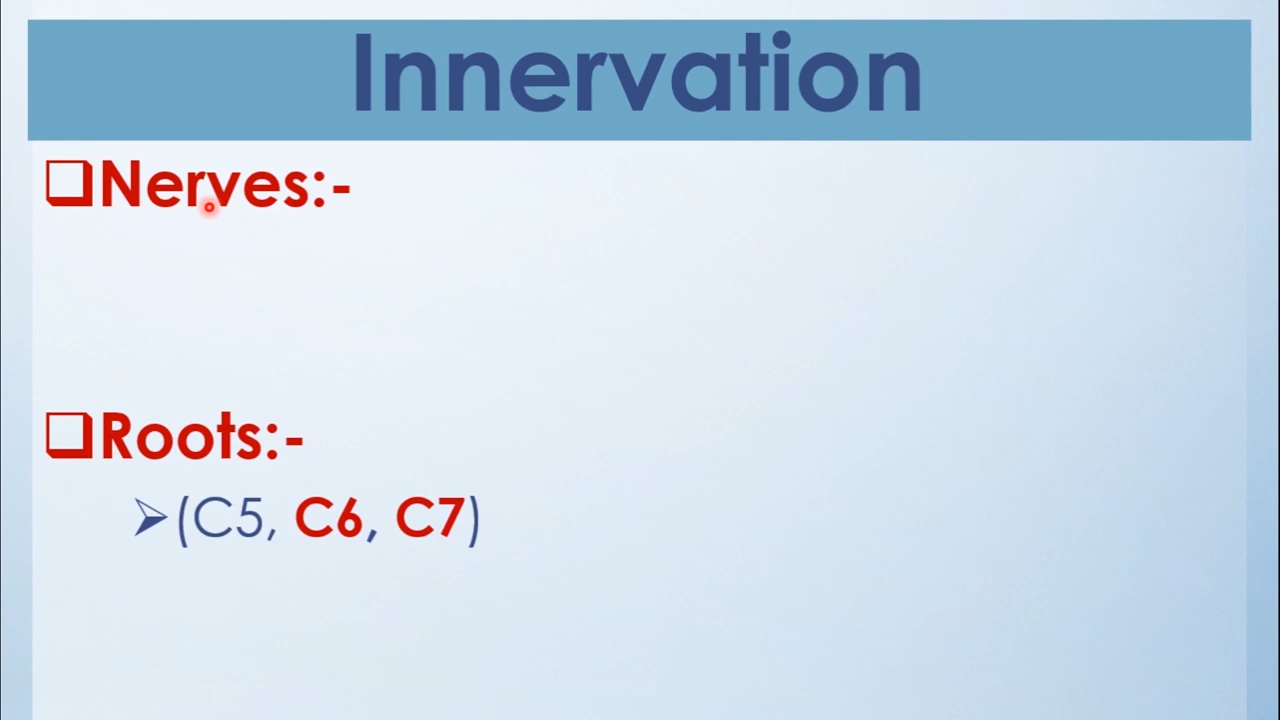 Innervation
❑Nerves:-
❑Roots:-
➢(C5, C6, C7)